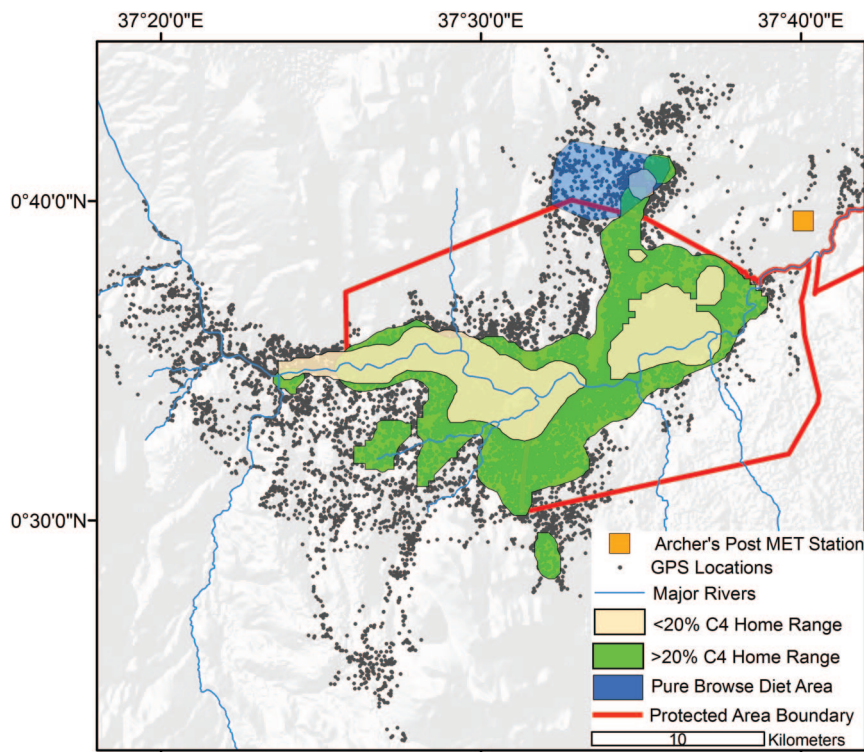 37°20'0"E 37°30'0"E 37°40'0"E
0°40'0"N
0°30'0"N
Archer's Post MET Station
GPS Locations
Major Rivers
<20% C4 Home Range
>20% C4 Home Range
Pure Browse Diet Area
Protected Area Boundary
10 Kilometers